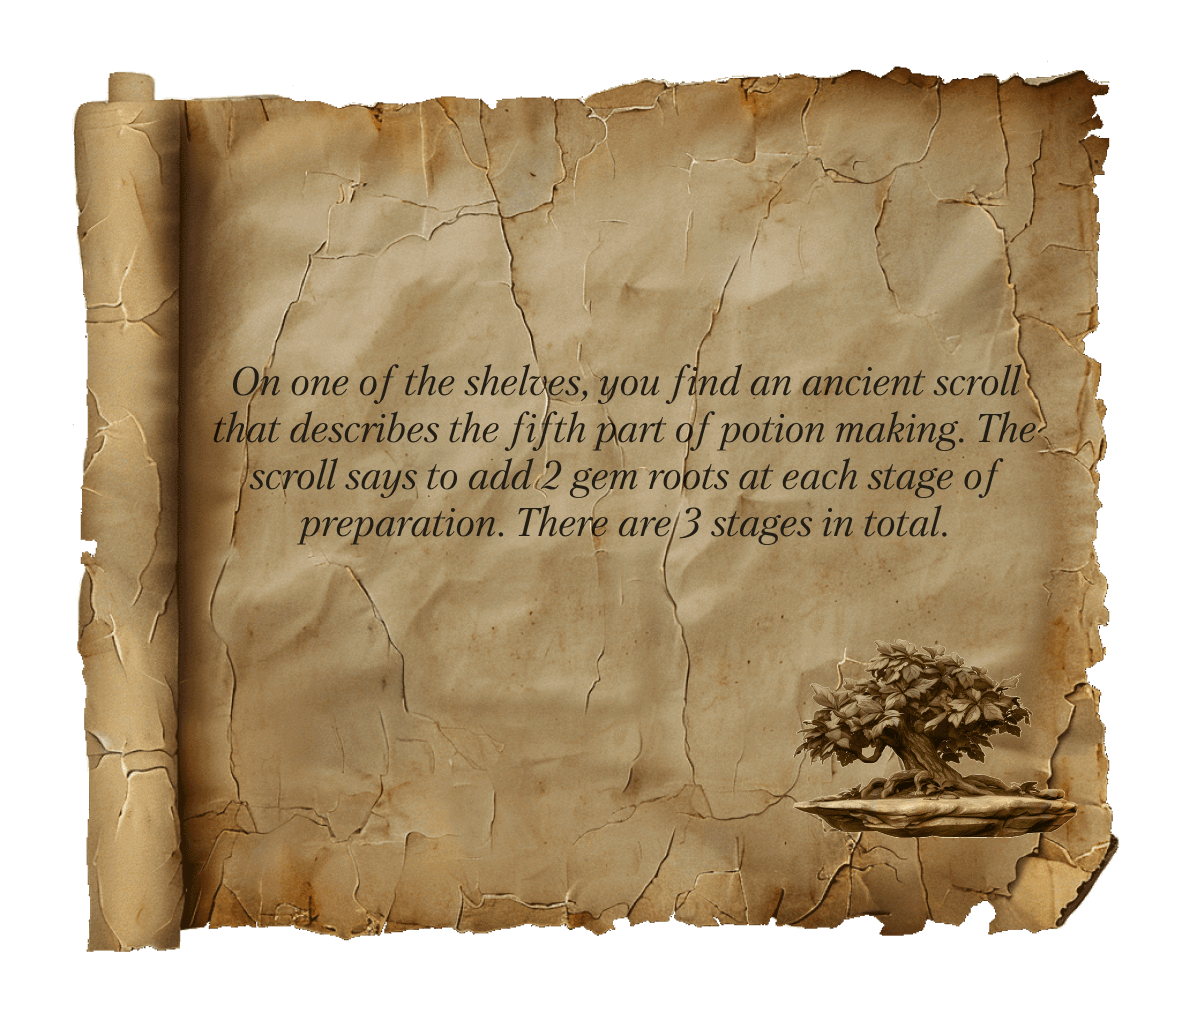 On one of the shelves, you find an ancient scroll
that describes the fifth part of potion making. The
scroll says to add 2 gem roots at each stage of
preparation. There are 3 stages in total.